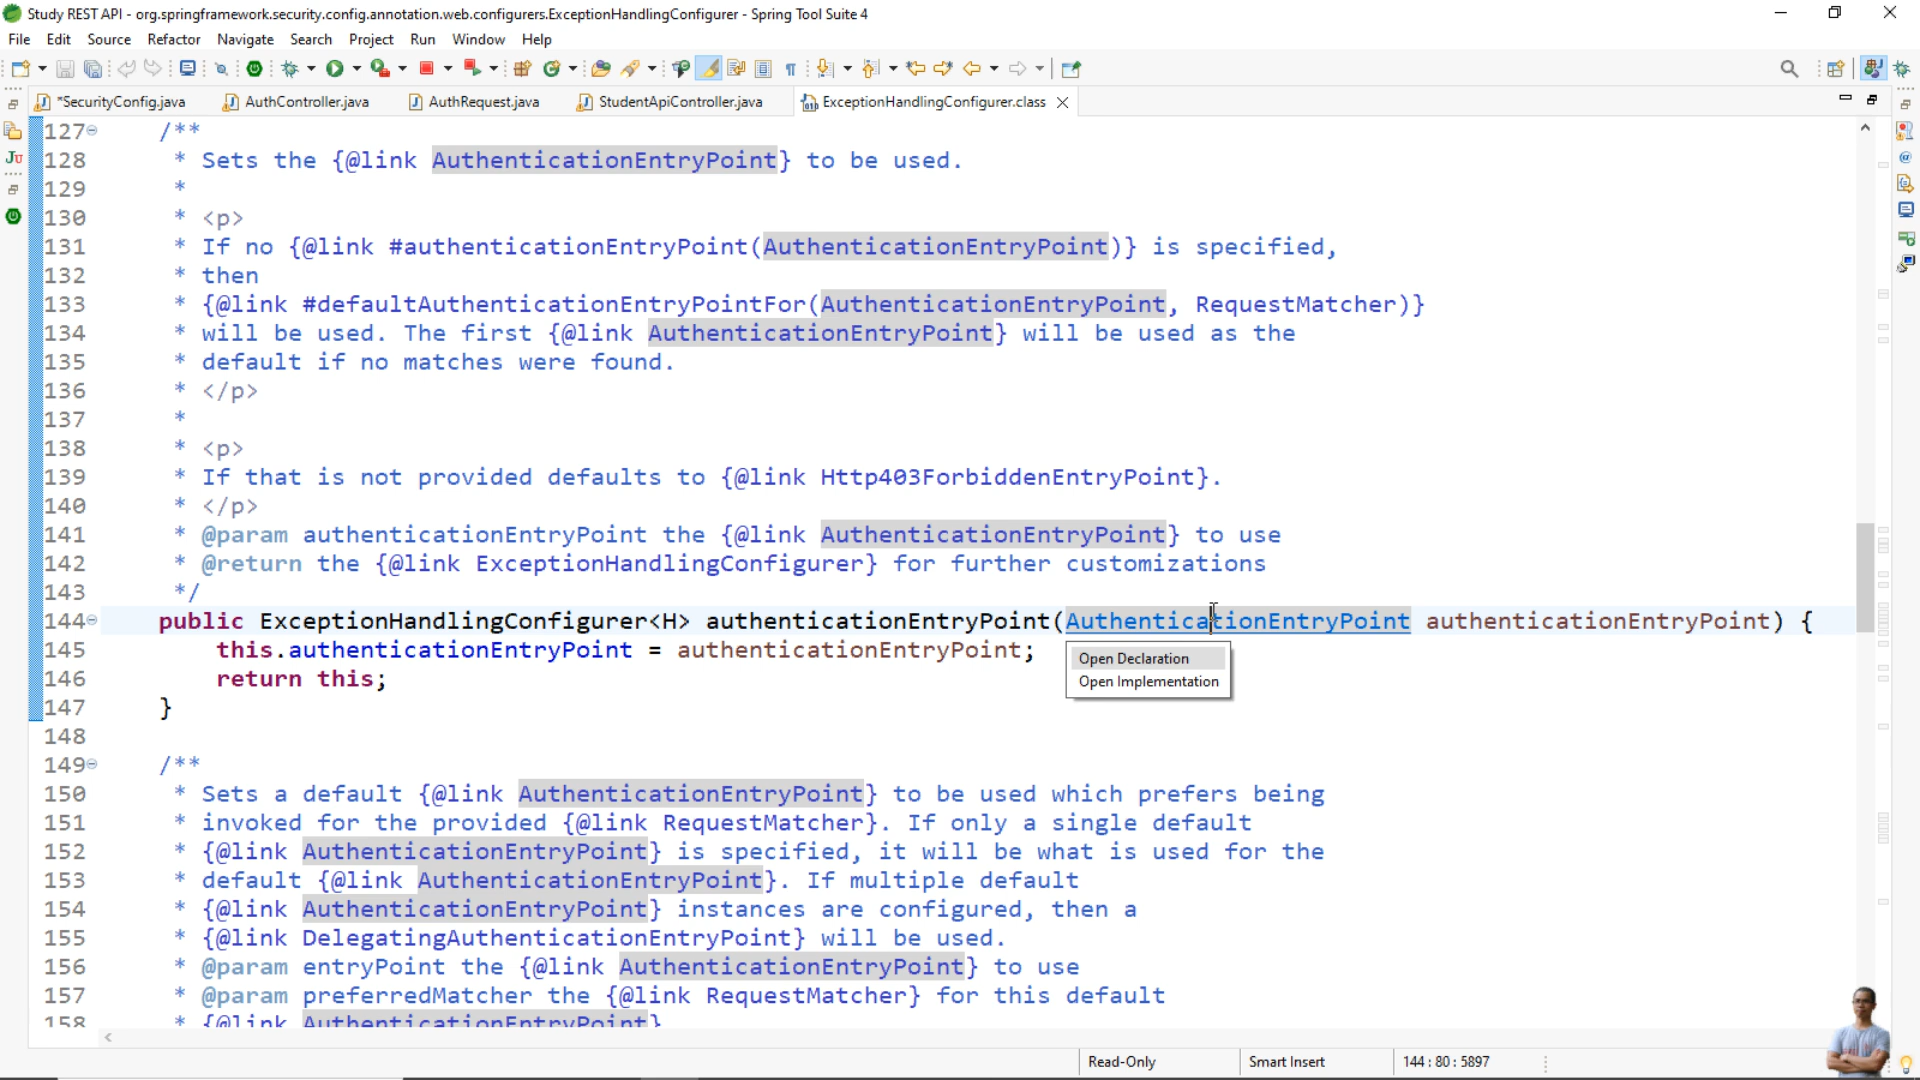 Study REST API - org.springframework.security.config.annotation.web.configurers.ExceptionHandlingConfigurer - Spring Tool Suite 4
File Edit Source Refactor Navigate Search Project Run Window Help
*SecurityConfig.java AuthController.java AuthRequest.java StudentApiController.java ExceptionHandlingConfigurer.class
127 /**
128 * Sets the {@link AuthenticationEntryPoint} to be used.
129 *
130 * <p>
131 * If no {@link #authenticationEntryPoint(AuthenticationEntryPoint)} is specified,
132 * then
133 * {@link #defaultAuthenticationEntryPointFor(AuthenticationEntryPoint, RequestMatcher)}
134 * will be used. The first {@link AuthenticationEntryPoint} will be used as the
135 * default if no matches were found.
136 * </p>
137 *
138 * <p>
139 * If that is not provided defaults to {@link Http403ForbiddenEntryPoint}.
140 * </p>
141 * @param authenticationEntryPoint the {@link AuthenticationEntryPoint} to use
142 * @return the {@link ExceptionHandlingConfigurer} for further customizations
143 */
144 public ExceptionHandlingConfigurer<H> authenticationEntryPoint(AuthenticationEntryPoint authenticationEntryPoint) {
145 this.authenticationEntryPoint = authenticationEntryPoint;
Open Declaration
146 return this;
Open Implementation
147 }
148
149 /**
150 * Sets a default {@link AuthenticationEntryPoint} to be used which prefers being
151 * invoked for the provided {@link RequestMatcher}. If only a single default
152 * {@link AuthenticationEntryPoint} is specified, it will be what is used for the
153 * default {@link AuthenticationEntryPoint}. If multiple default
154 * {@link AuthenticationEntryPoint} instances are configured, then a
155 * {@link DelegatingAuthenticationEntryPoint} will be used.
156 * @param entryPoint the {@link AuthenticationEntryPoint} to use
157 * @param preferredMatcher the {@link RequestMatcher} for this default
158 * {@link AuthenticationEntryPoint}
Read-Only Smart Insert 144 : 80 : 5897